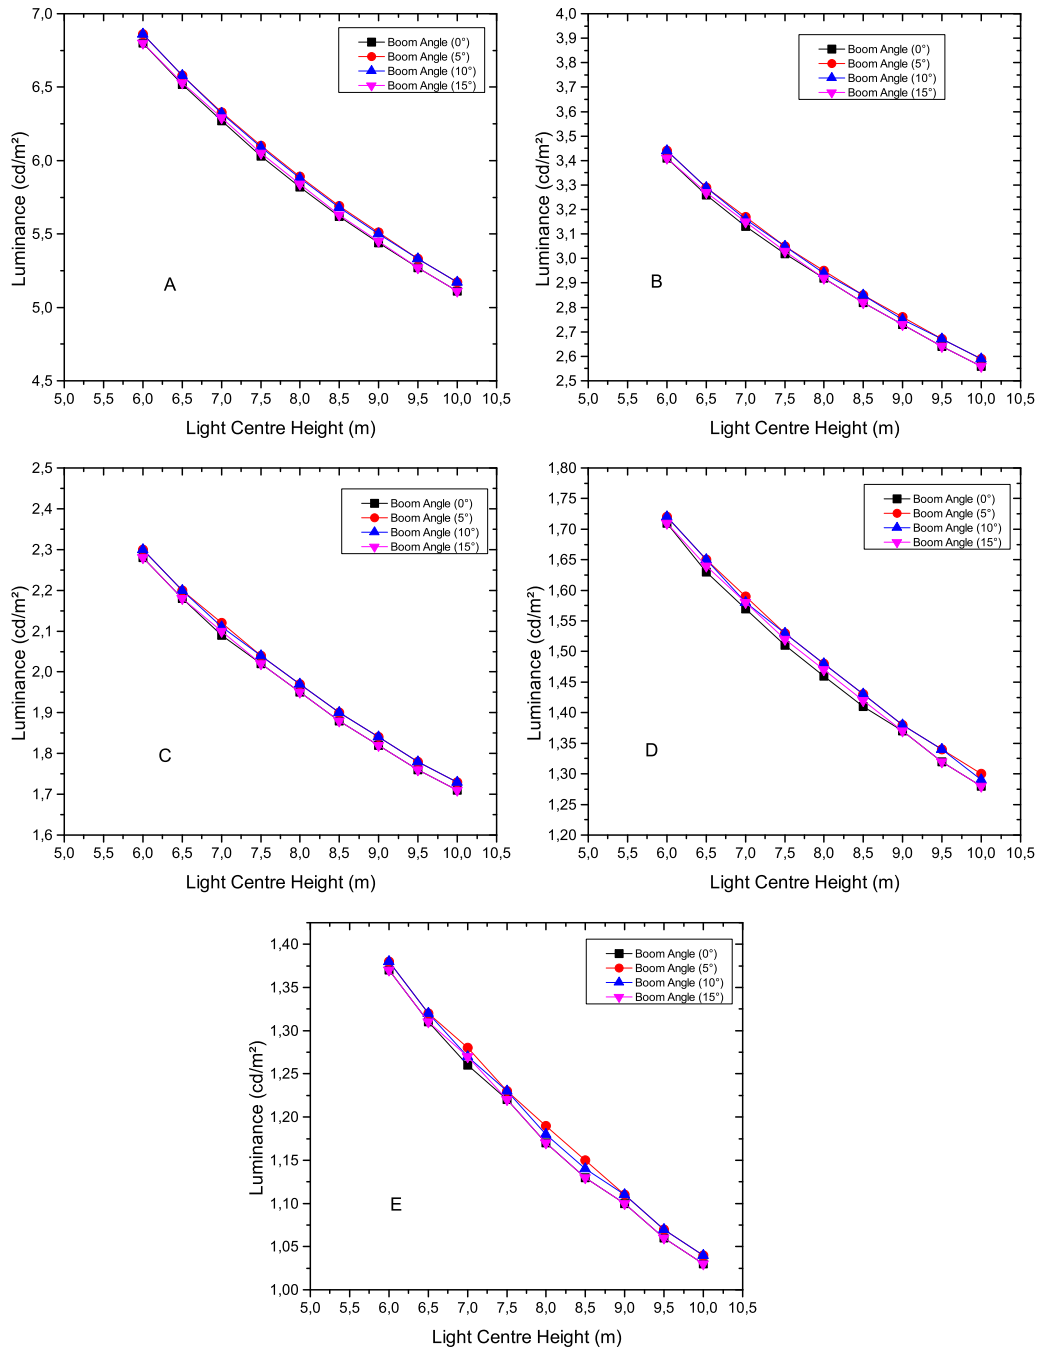 7,0
6,5
6,0
5,5
5,0
4,5
Luminance (cd/m²)
Boom Angle (0°)
Boom Angle (5°)
Boom Angle (10°)
Boom Angle (15°)
A
5,0 5,5 6,0 6,5 7,0 7,5 8,0 8,5 9,0 9,5 10,0 10,5
Light Centre Height (m)
4,0
3,9
3,8
3,7
3,6
3,5
3,4
3,3
3,2
3,1
3,0
2,9
2,8
2,7
2,6
2,5
Luminance (cd/m²)
Boom Angle (0°)
Boom Angle (5°)
Boom Angle (10°)
Boom Angle (15°)
B
5,0 5,5 6,0 6,5 7,0 7,5 8,0 8,5 9,0 9,5 10,0 10,5
Light Centre Height (m)
2,5
2,4
2,3
2,2
2,1
2,0
1,9
1,8
1,7
1,6
Luminance (cd/m²)
Boom Angle (0°)
Boom Angle (5°)
Boom Angle (10°)
Boom Angle (15°)
C
5,0 5,5 6,0 6,5 7,0 7,5 8,0 8,5 9,0 9,5 10,0 10,5
Light Centre Height (m)
1,80
1,75
1,70
1,65
1,60
1,55
1,50
1,45
1,40
1,35
1,30
1,25
1,20
Luminance (cd/m²)
Boom Angle (0°)
Boom Angle (5°)
Boom Angle (10°)
Boom Angle (15°)
D
5,0 5,5 6,0 6,5 7,0 7,5 8,0 8,5 9,0 9,5 10,0 10,5
Light Centre Height (m)
1,40
1,35
1,30
1,25
1,20
1,15
1,10
1,05
1,00
Luminance (cd/m²)
Boom Angle (0°)
Boom Angle (5°)
Boom Angle (10°)
Boom Angle (15°)
E
5,0 5,5 6,0 6,5 7,0 7,5 8,0 8,5 9,0 9,5 10,0 10,5
Light Centre Height (m)